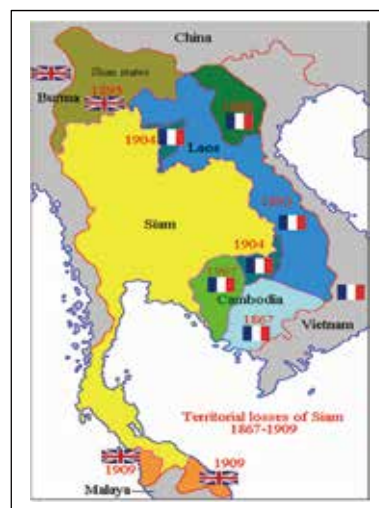 China
Shan states
Burma
1893
1904
Laos
1893
Siam
1904
1907
Cambodia
1867
Vietnam
Territorial losses of Siam
1867-1909
1909
1909
Malaya